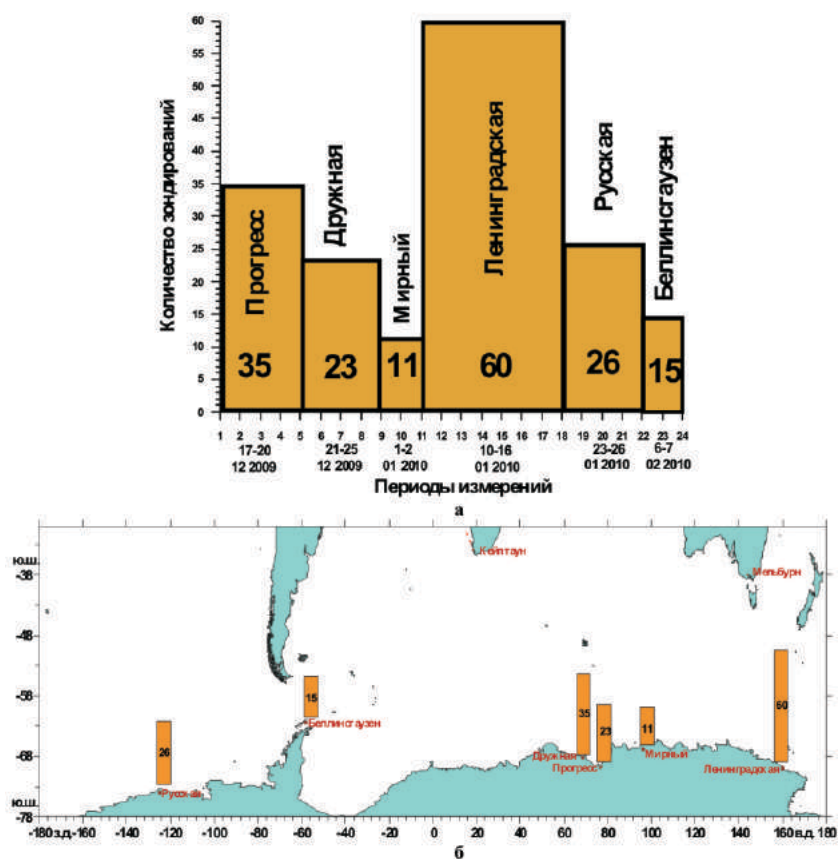 Количество зондирований
60
55
50
45
40
35
30
25
20
15
10
5
0
Прогресс
Дружная
Мирный
Ленинградская
Русская
Беллинсгаузен
35
23
11
60
26
15
1 2 3 4 5 6 7 8 9 10 11 12 13 14 15 16 17 18 19 20 21 22 23 24
17-20 21-25 1-2 10-16 23-26 6-7
12 2009 12 2009 01 2010 01 2010 01 2010 02 2010
Периоды измерений
а
Кейптаун
Мельбурн
ю.ш.
-38
-48
-58
-68
ю.ш.
-78
15
35
60
23
11
26
Беллинсгаузен
Дружная
Мирный
Прогресс
Ленинградская
Русская
-180 з.д. -160 -140 -120 -100 -80 -60 -40 -20 0 20 40 60 80 100 120 140 160 в.д. 180
б